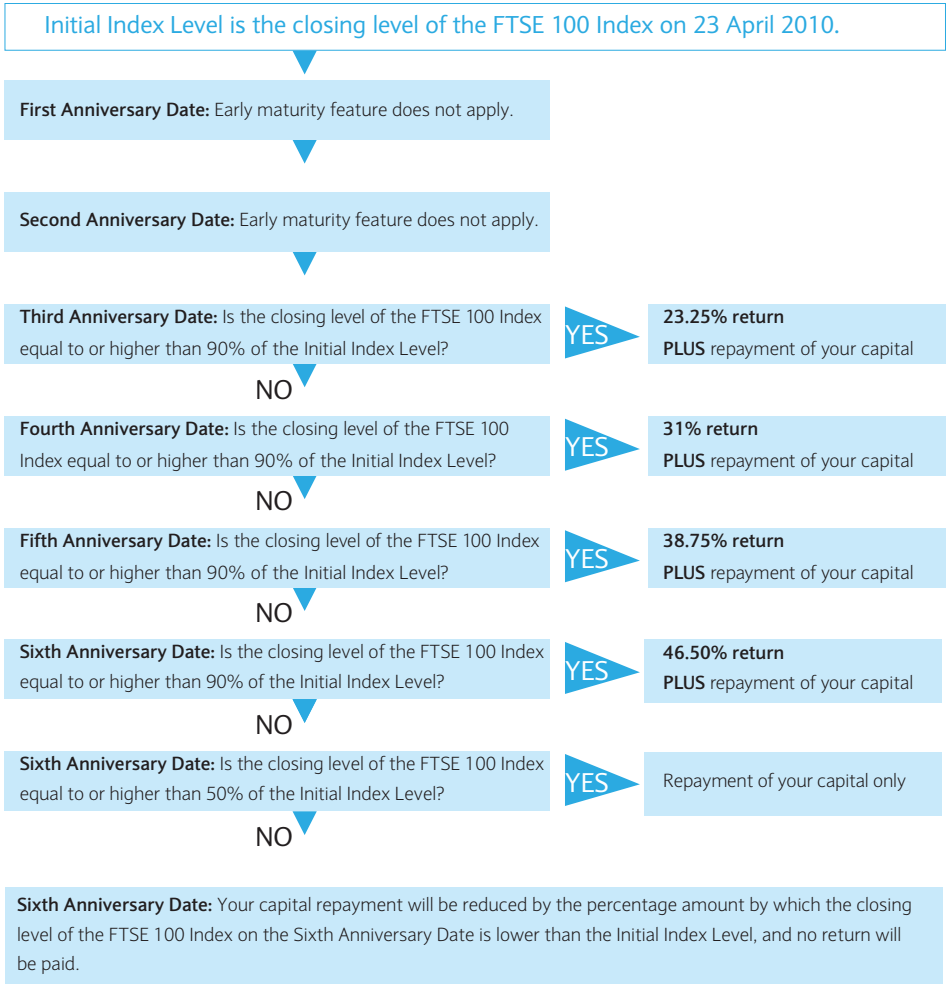 Initial Index Level is the closing level of the FTSE 100 Index on 23 April 2010.
First Anniversary Date: Early maturity feature does not apply.
Second Anniversary Date: Early maturity feature does not apply.
Third Anniversary Date: Is the closing level of the FTSE 100 Index
equal to or higher than 90% of the Initial Index Level?
YES
23.25% return
PLUS repayment of your capital
NO
Fourth Anniversary Date: Is the closing level of the FTSE 100
Index equal to or higher than 90% of the Initial Index Level?
YES
31% return
PLUS repayment of your capital
NO
Fifth Anniversary Date: Is the closing level of the FTSE 100 Index
equal to or higher than 90% of the Initial Index Level?
YES
38.75% return
PLUS repayment of your capital
NO
Sixth Anniversary Date: Is the closing level of the FTSE 100 Index
equal to or higher than 90% of the Initial Index Level?
YES
46.50% return
PLUS repayment of your capital
NO
Sixth Anniversary Date: Is the closing level of the FTSE 100 Index
equal to or higher than 50% of the Initial Index Level?
YES
Repayment of your capital only
NO
Sixth Anniversary Date: Your capital repayment will be reduced by the percentage amount by which the closing
level of the FTSE 100 Index on the Sixth Anniversary Date is lower than the Initial Index Level, and no return will
be paid.